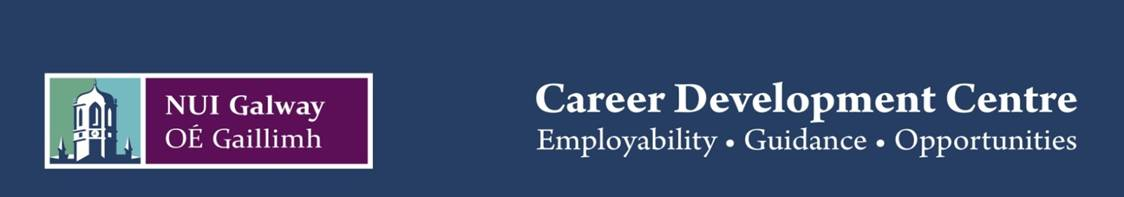 NUI Galway
OÉ Gaillimh
Career Development Centre
Employability • Guidance • Opportunities